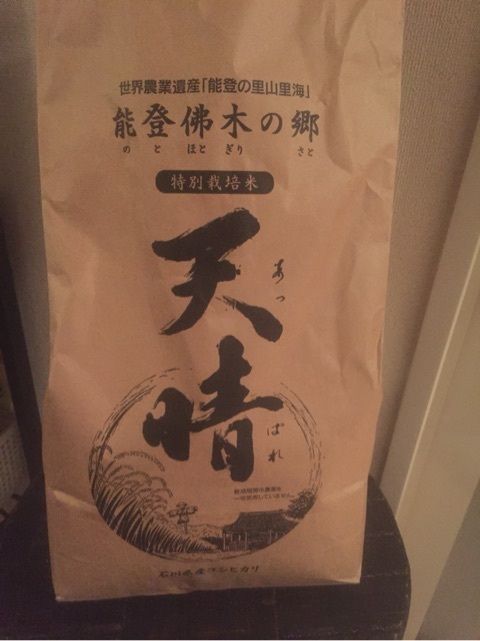 世界農業遺産「能登の里山里海」
能登佛木の郷
のと ほとぎり さと
特別栽培米
天晴
あっぱれ
石川県産コシヒカリ